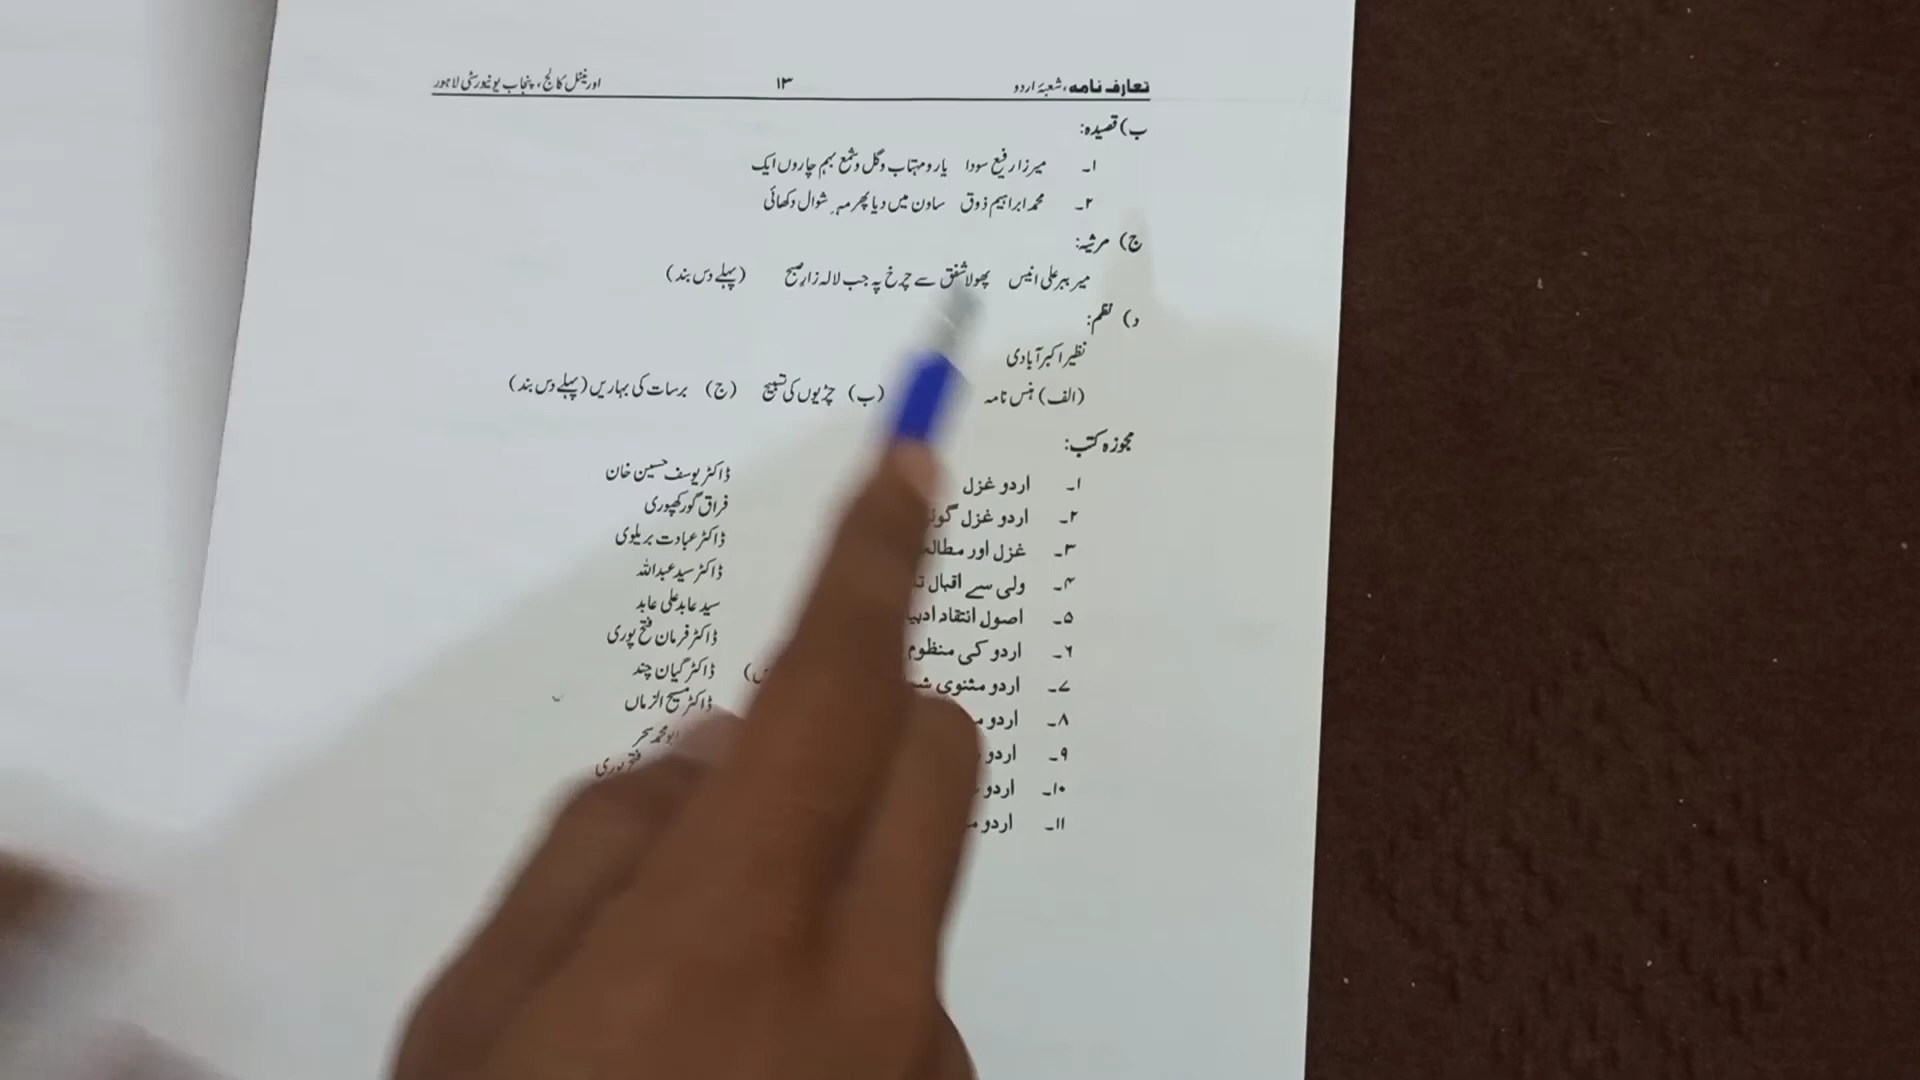 تعارف نامہ، شعبۂ اردو ۱۳ اورینٹل کالج، پنجاب یونیورسٹی لاہور
ب) قصیدہ:
۱۔ میرزا رفیع سودا یار و مہتاب و گل و شمع بہم چاروں ایک
۲۔ محمد ابراہیم ذوق ساون میں دیا پھر مہِ شوال دکھائی
ج) مرثیہ:
میر ببر علی انیس پھولا شفق سے چرخ پہ جب لالہ زارِ صبح (پہلے دس بند)
د) نظم:
نظیر اکبر آبادی
(الف) ہنس نامہ (ب) چڑیوں کی تسبیح (ج) برسات کی بہاریں (پہلے دس بند)
مجوزہ کتب:
۱۔ اردو غزل ڈاکٹر یوسف حسین خان
۲۔ اردو غزل فراق گورکھپوری
۳۔ غزل اور ڈاکٹر عبادت بریلوی
۴۔ ولی سے اقبال ڈاکٹر سید عبداللہ
۵۔ اصول انتقاد سید عابد علی عابد
۶۔ اردو کی منظوم ڈاکٹر فرمان فتح پوری
۷۔ اردو مثنوی ڈاکٹر گیان چند
۸۔ اردو ڈاکٹر مسیح الزماں
۹۔ اردو ابو محمد سحر
۱۰۔ اردو فتح پوری
۱۱۔ اردو